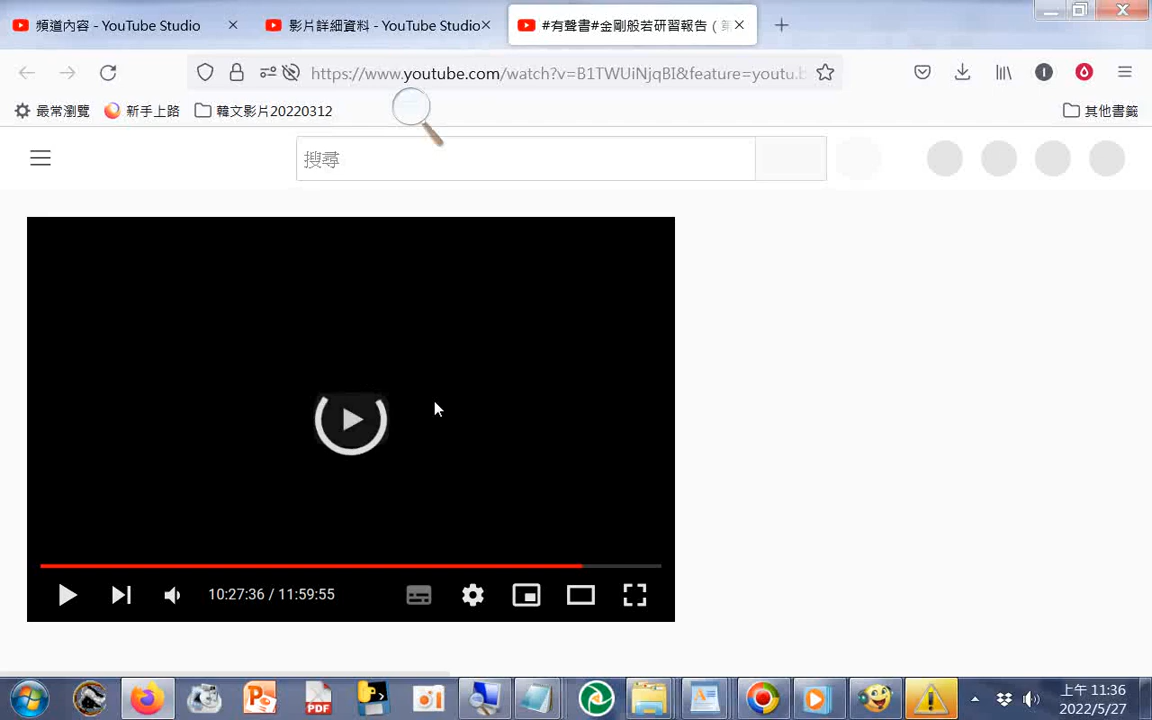 頻道內容 - YouTube Studio
影片詳細資料 - YouTube Studio
#有聲書#金剛般若研習報告（
https://www.youtube.com/watch?v=B1TWUiNjqBI&feature=youtu.b
最常瀏覽
新手上路
韓文影片20220312
其他書籤
搜尋
10:27:36 / 11:59:55
PDF
上午 11:36
2022/5/27